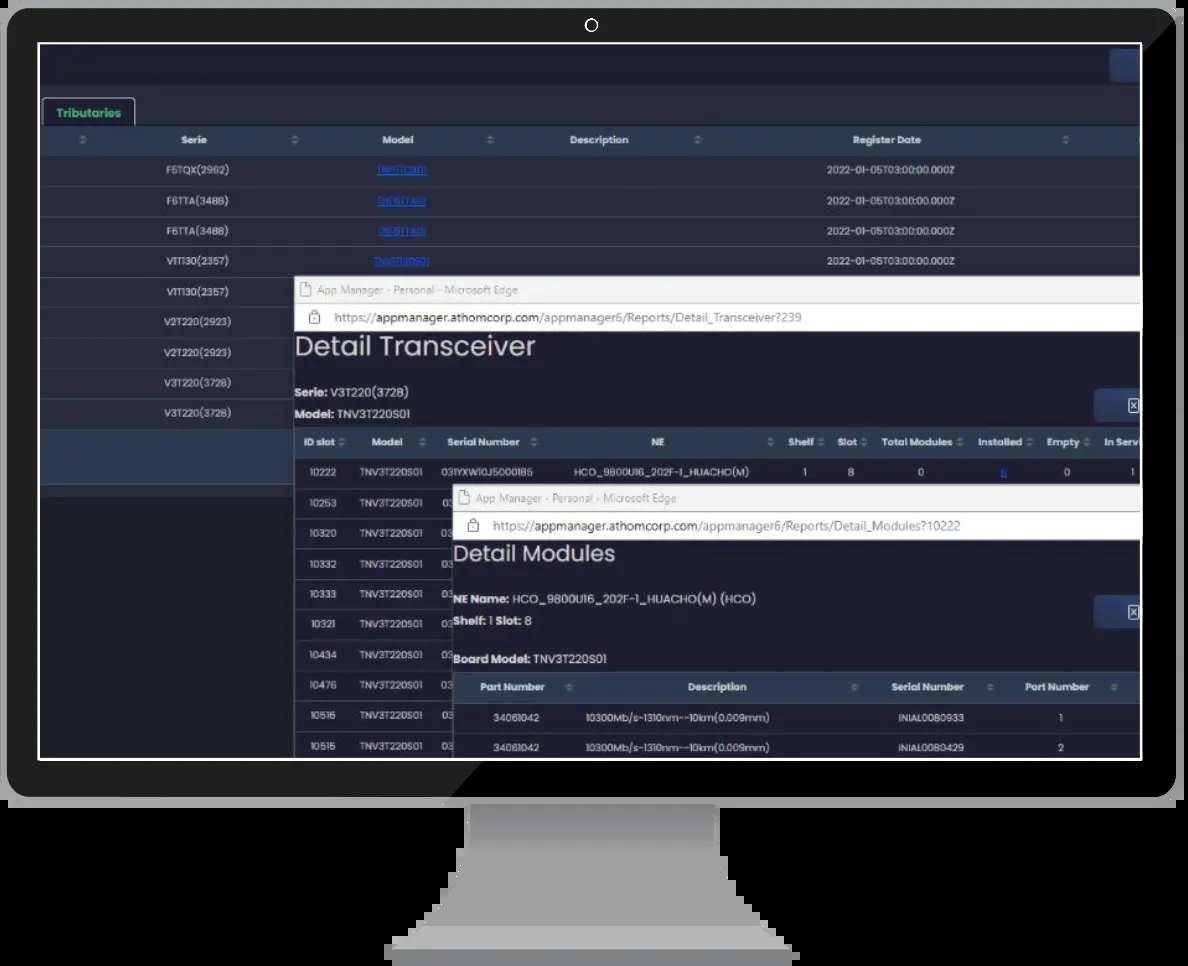 Tributaries
Serie Model Description Register Date
F5TQX(2962) 2022-01-05T03:00:00.000Z
F6TTA(3488) 2022-01-05T03:00:00.000Z
F6TTA(3488) 2022-01-05T03:00:00.000Z
V1T130(2357) TNV1T130S01 2022-01-05T03:00:00.000Z
V1T130(2357)
V2T220(2923)
V2T220(2923)
V3T220(3728)
V3T220(3728)
App Manager - Personal - Microsoft Edge
https://appmanager.athomcorp.com/appmanager6/Reports/Detail_Transceiver?239
Detail Transceiver
Serie: V3T220(3728)
Model: TNV3T220S01
ID slot Model Serial Number NE Shelf Slot Total Modules Installed Empty In Serv
10222 TNV3T220S01 031YXW10J5000185 HCO_9800U16_202F-1_HUACHO(M) 1 8 0 0 1
10253 TNV3T220S01 03
10320 TNV3T220S01 03
10332 TNV3T220S01 03
10333 TNV3T220S01 03
10321 TNV3T220S01 03
10434 TNV3T220S01 03
10476 TNV3T220S01 03
10516 TNV3T220S01 03
10515 TNV3T220S01 03
App Manager - Personal - Microsoft Edge
https://appmanager.athomcorp.com/appmanager6/Reports/Detail_Modules?10222
Detail Modules
NE Name: HCO_9800U16_202F-1_HUACHO(M) (HCO)
Shelf: 1 Slot: 8
Board Model: TNV3T220S01
Part Number Description Serial Number Part Number
34061042 10300Mb/s-1310nm--10km(0.009mm) INIAL0080933 1
34061042 10300Mb/s-1310nm--10km(0.009mm) INIAL0080429 2